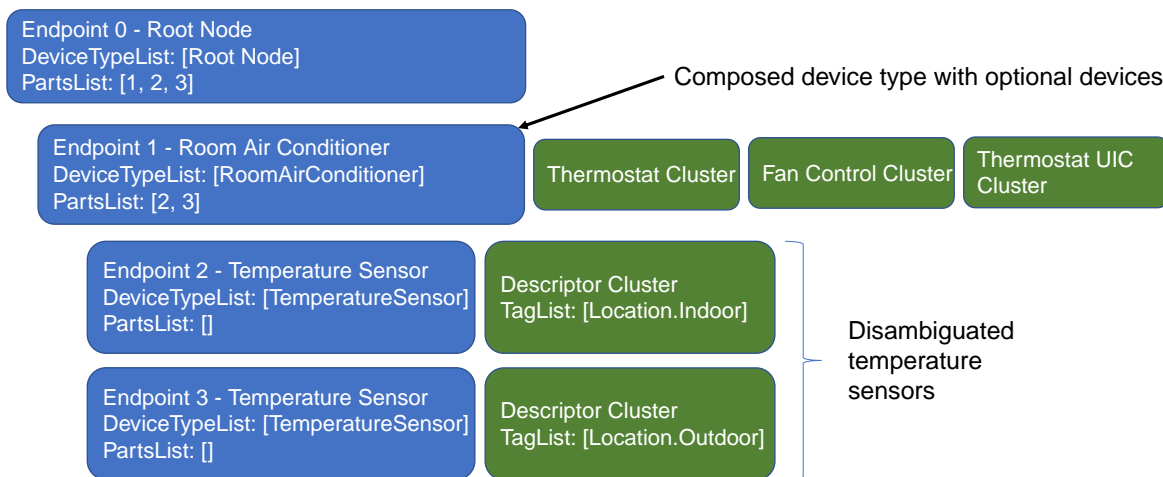 Endpoint 0 - Root Node
DeviceTypeList: [Root Node]
PartsList: [1, 2, 3]
Composed device type with optional devices
Endpoint 1 - Room Air Conditioner
DeviceTypeList: [RoomAirConditioner]
PartsList: [2, 3]
Thermostat Cluster
Fan Control Cluster
Thermostat UIC
Cluster
Endpoint 2 - Temperature Sensor
DeviceTypeList: [TemperatureSensor]
PartsList: []
Descriptor Cluster
TagList: [Location.Indoor]
Disambiguated
temperature
sensors
Endpoint 3 - Temperature Sensor
DeviceTypeList: [TemperatureSensor]
PartsList: []
Descriptor Cluster
TagList: [Location.Outdoor]